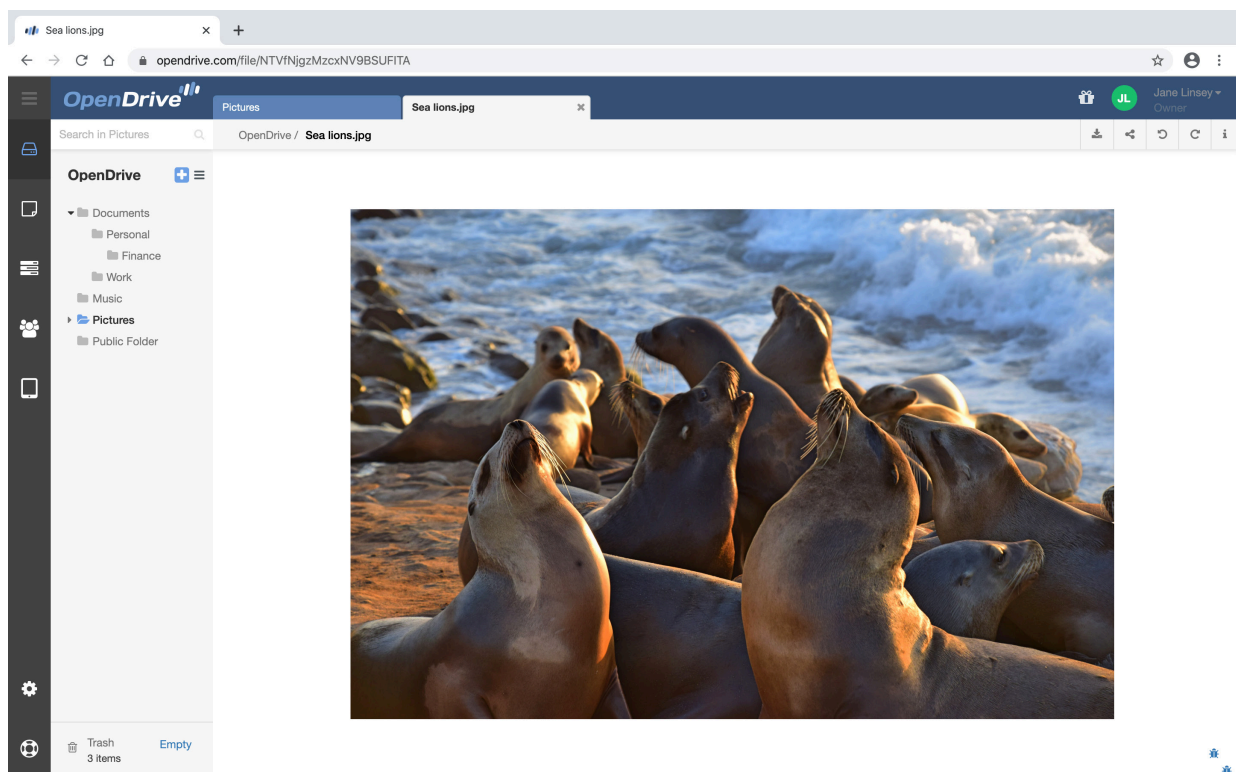 Sea lions.jpg
opendrive.com/file/NTVfNjgzMzcxNV9BSUFITA
OpenDrive
Pictures
Sea lions.jpg
JL
Jane Linsey
Owner
Search in Pictures
OpenDrive / Sea lions.jpg
OpenDrive
Documents
Personal
Finance
Work
Music
Pictures
Public Folder
Trash
Empty
3 items